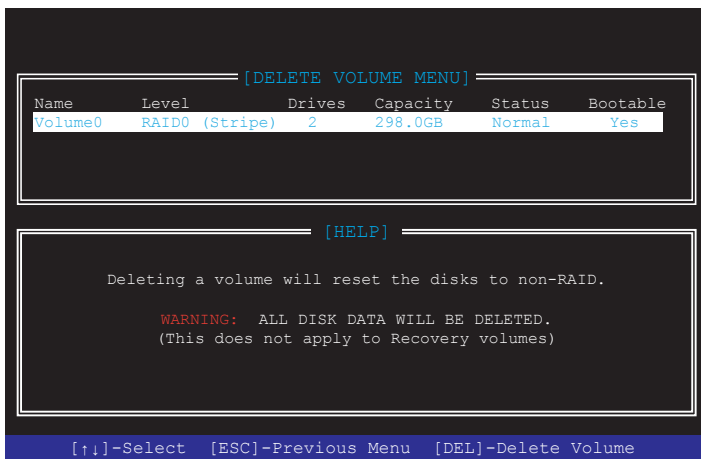 [DELETE VOLUME MENU]
Name Level Drives Capacity Status Bootable
Volume0 RAID0 (Stripe) 2 298.0GB Normal Yes
[HELP]
Deleting a volume will reset the disks to non-RAID.
WARNING: ALL DISK DATA WILL BE DELETED.
(This does not apply to Recovery volumes)
[↑↓]-Select [ESC]-Previous Menu [DEL]-Delete Volume